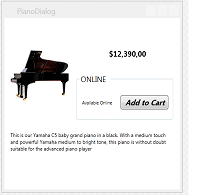 PianoDialog
$12,390,00
ONLINE
Available Online
Add to Cart
This is our Yamaha C5 baby grand piano in a black. With a medium touch
and powerful Yamaha medium to bright tone, this piano is without doubt
suitable for the advanced piano player